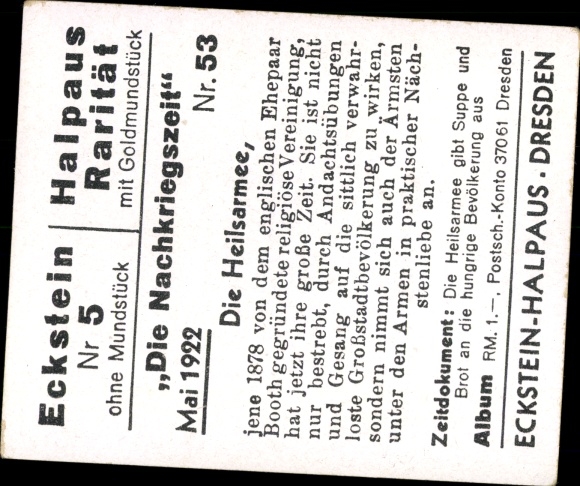 Eckstein
Nr 5
ohne Mundstück
Halpaus
Rarität
mit Goldmundstück
„Die Nachkriegszeit“
Mai 1922
Nr. 53
Die Heilsarmee,
jene 1878 von dem englischen Ehepaar
Booth gegründete religiöse Vereinigung,
hat jetzt ihre große Zeit. Sie ist nicht
nur bestrebt, durch Andachtsübungen
und Gesang auf die sittlich verwahr-
loste Großstadtbevölkerung zu wirken,
sondern nimmt sich auch der Ärmsten
unter den Armen in praktischer Näch-
stenliebe an.
Zeitdokument: Die Heilsarmee gibt Suppe und
Brot an die hungrige Bevölkerung aus
Album RM. 1.—, Postsch.-Konto 37061 Dresden
ECKSTEIN-HALPAUS · DRESDEN